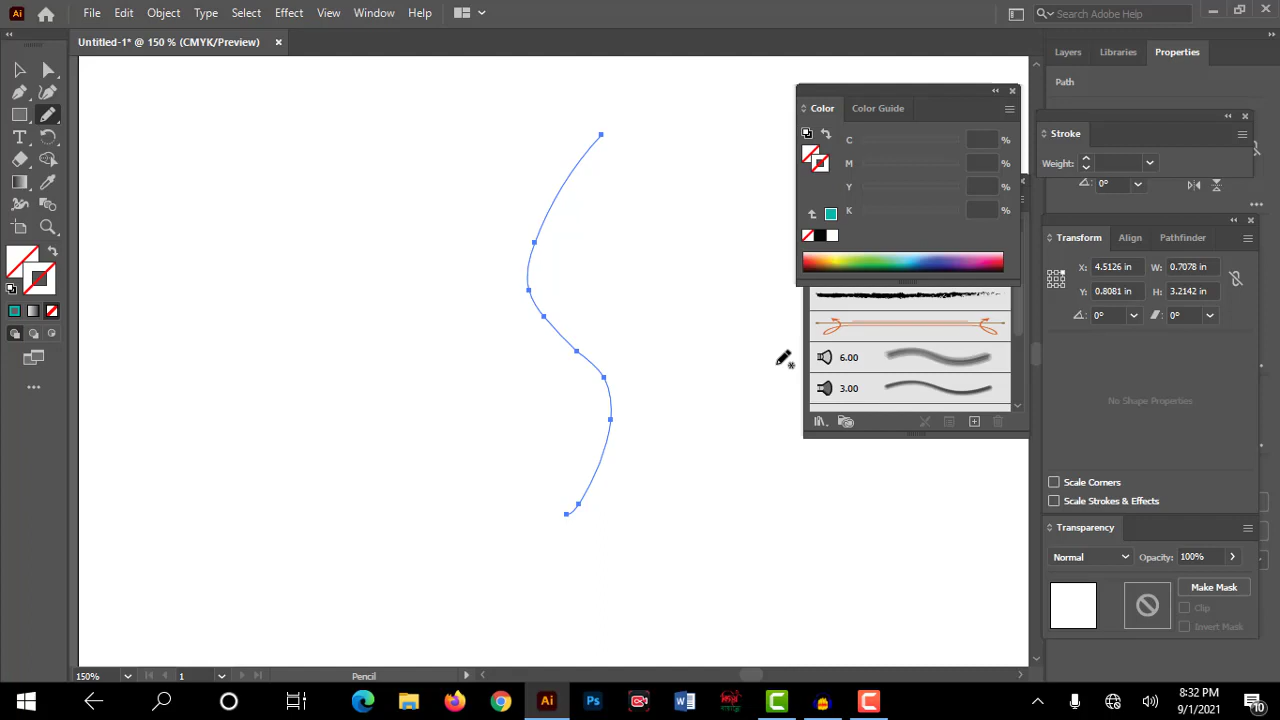 Ai File Edit Object Type Select Effect View Window Help Search Adobe Help
Untitled-1* @ 150 % (CMYK/Preview)
Layers Libraries Properties
Path
Color Color Guide
C %
M %
Y %
K %
Stroke
Weight:
0°
Transform Align Pathfinder
X: 4.5126 in W: 0.7078 in
Y: 0.8081 in H: 3.2142 in
0° 0°
6.00
3.00
No Shape Properties
Scale Corners
Scale Strokes & Effects
Transparency
Normal Opacity: 100%
Make Mask
Clip
Invert Mask
150% 1 Pencil
Ai Ps W
8:32 PM
9/1/2021
10